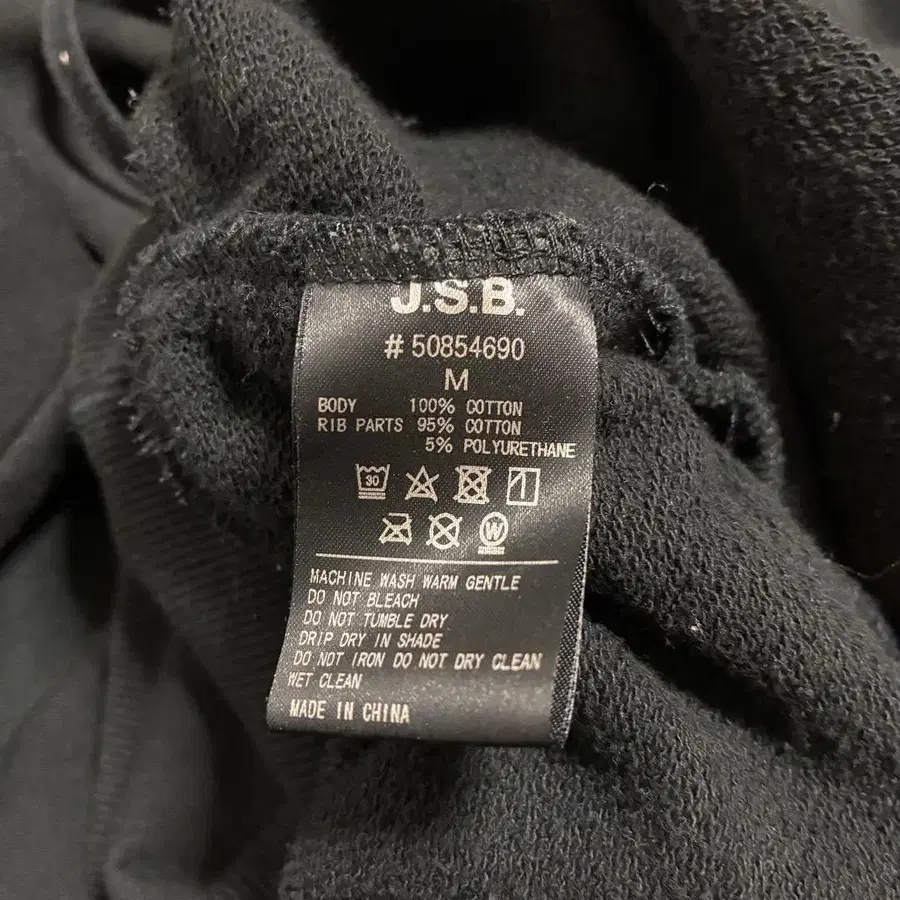 J.S.B.
# 50854690
M
BODY 100% COTTON
RIB PARTS 95% COTTON
5% POLYURETHANE
30
W
MACHINE WASH WARM GENTLE
DO NOT BLEACH
DO NOT TUMBLE DRY
DRIP DRY IN SHADE
DO NOT IRON DO NOT DRY CLEAN
WET CLEAN
MADE IN CHINA